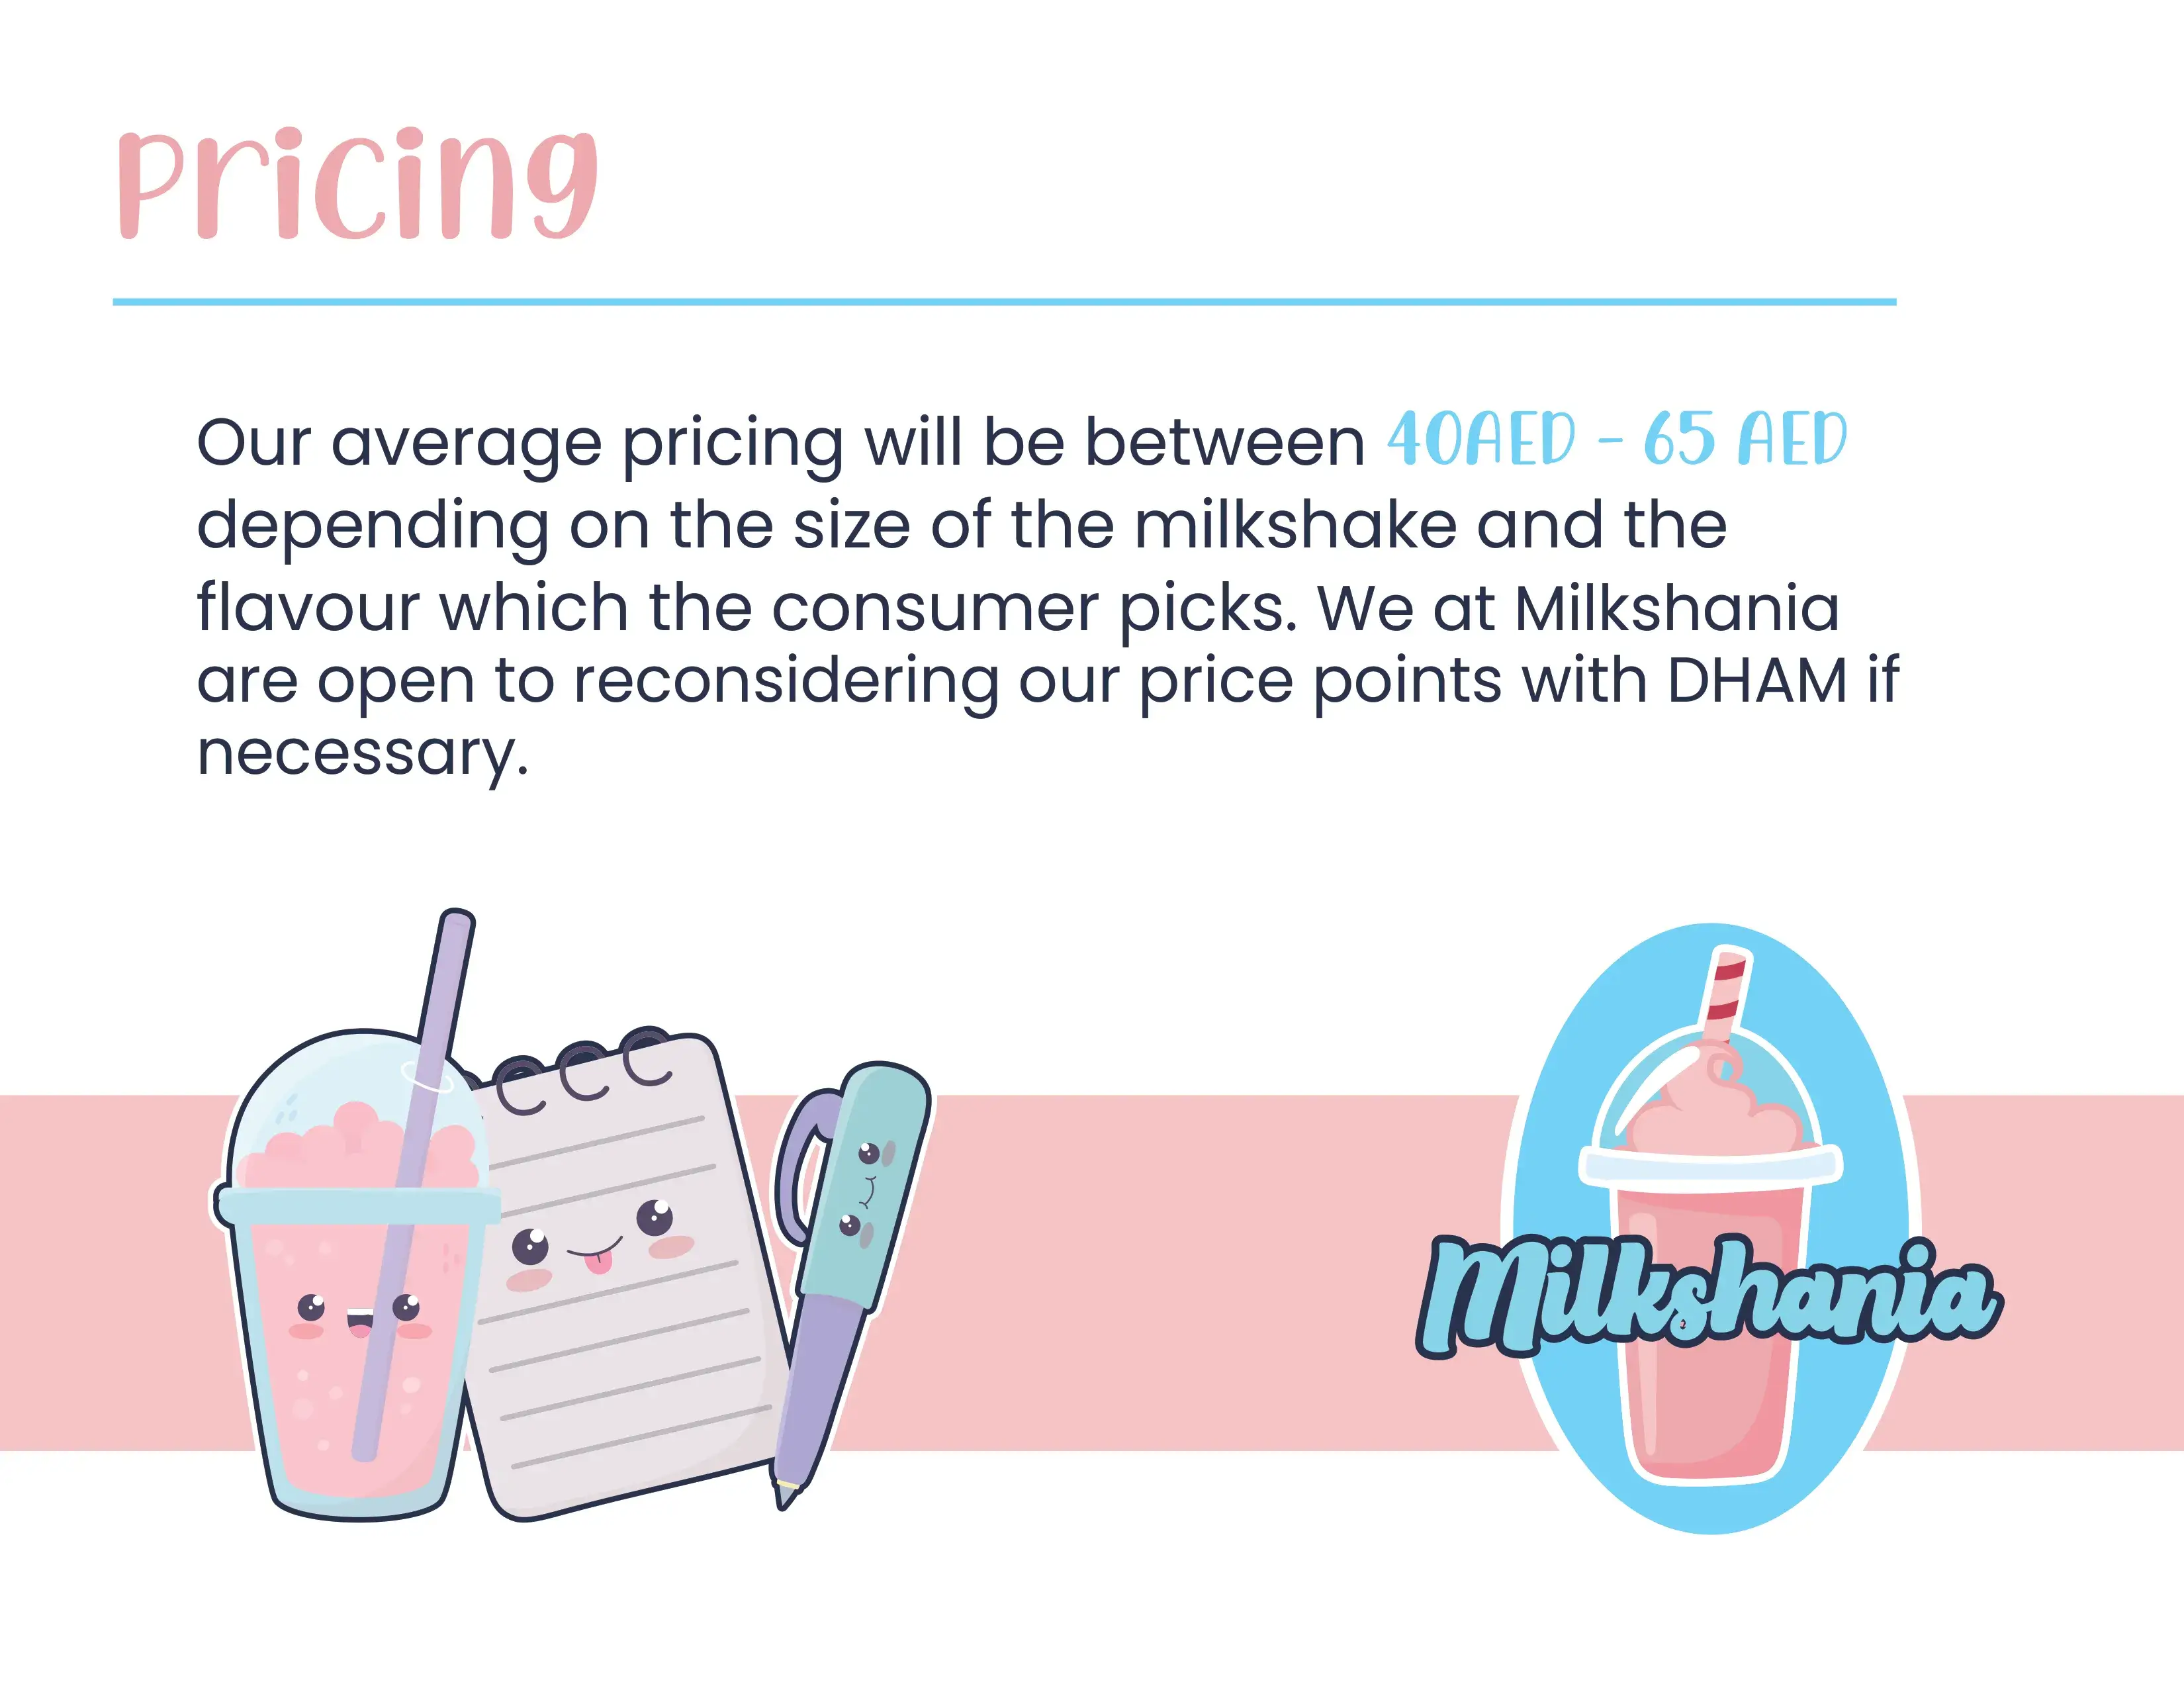 Pricing
Our average pricing will be between 40AED - 65 AED
depending on the size of the milkshake and the
flavour which the consumer picks. We at Milkshania
are open to reconsidering our price points with DHAM if
necessary.
Milkshania